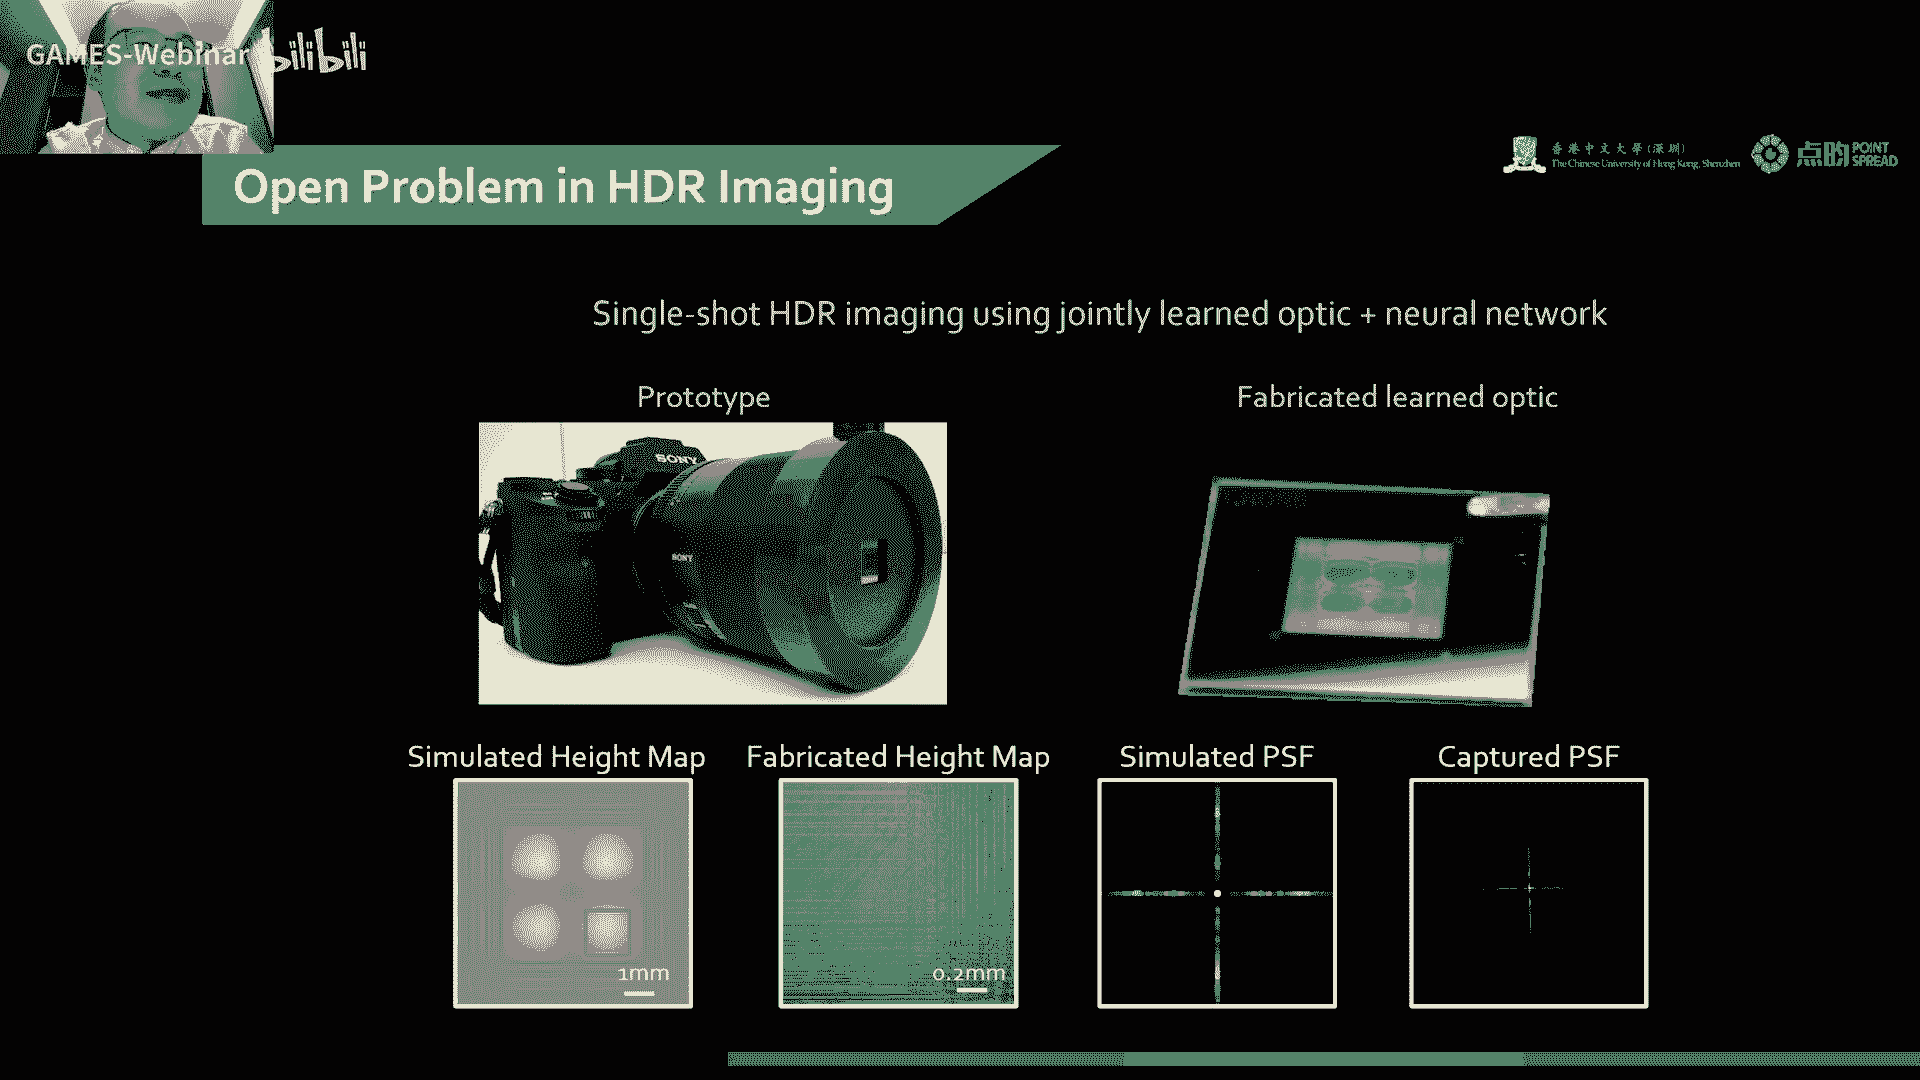 GAMES-Webinar
bilibili
香港中文大學(深圳)
The Chinese University of Hong Kong, Shenzhen
点昀
POINT
SPREAD
Open Problem in HDR Imaging
Single-shot HDR imaging using jointly learned optic + neural network
Prototype
Fabricated learned optic
SONY
SONY
Simulated Height Map
Fabricated Height Map
Simulated PSF
Captured PSF
1mm
0.2mm